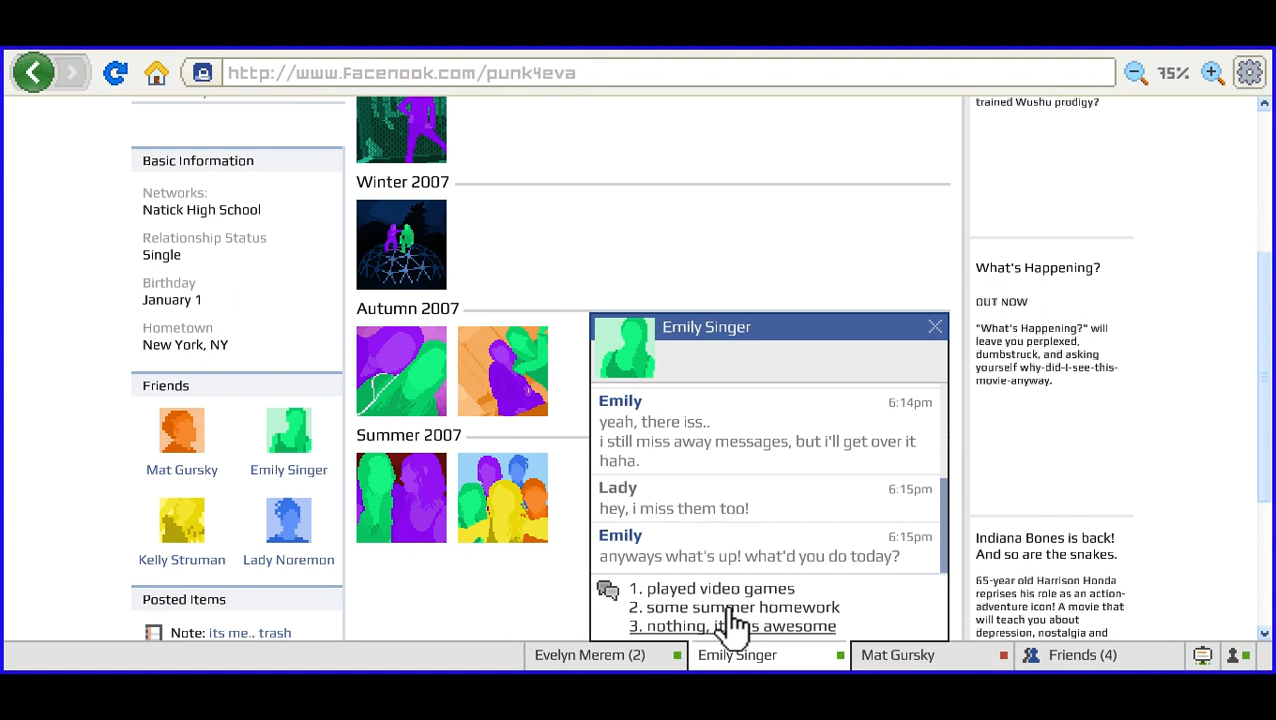 http://www.facenook.com/punk4eva
75%
Basic Information
Networks:
Natick High School
Relationship Status
Single
Birthday
January 1
Hometown
New York, NY
Friends
Mat Gursky
Emily Singer
Kelly Struman
Lady Noremon
Posted Items
Note: its me.. trash
Winter 2007
Autumn 2007
Summer 2007
Emily Singer
Emily 6:14pm
yeah, there iss..
i still miss away messages, but i'll get over it
haha.
Lady 6:15pm
hey, i miss them too!
Emily 6:15pm
anyways what's up! what'd you do today?
1. played video games
2. some summer homework
3. nothing, it awesome
trained Wushu prodigy?
What's Happening?
OUT NOW
"What's Happening?" will
leave you perplexed,
dumbstruck, and asking
yourself why-did-I-see-this-
movie-anyway.
Indiana Bones is back!
And so are the snakes.
65-year old Harrison Honda
reprises his role as an action-
adventure icon! A movie that
will teach you about
depression, nostalgia and
Evelyn Merem (2)
Emily Singer
Mat Gursky
Friends (4)